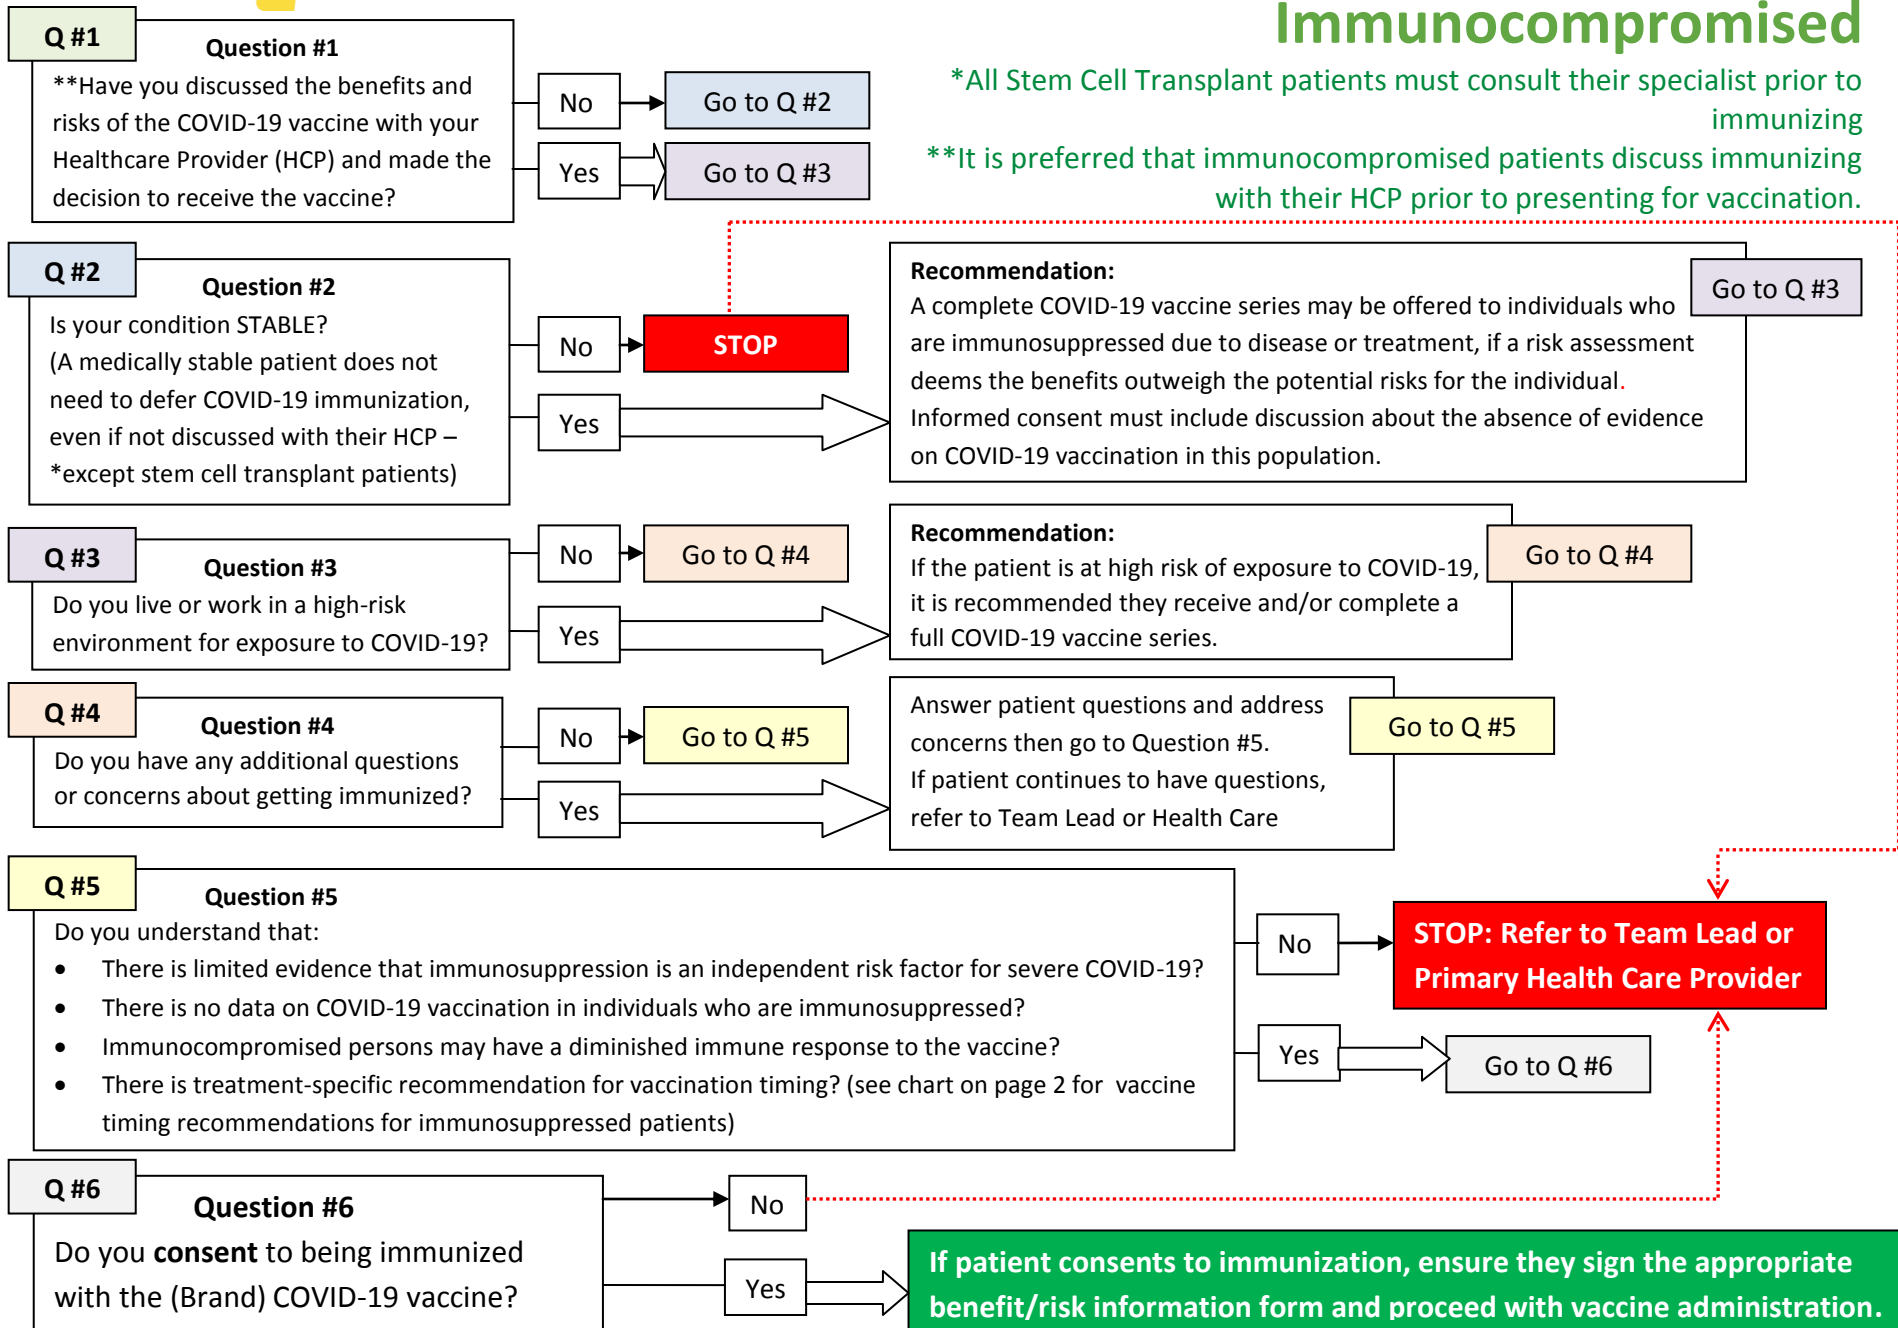 Immunocompromised
*All Stem Cell Transplant patients must consult their specialist prior to
immunizing
**It is preferred that immunocompromised patients discuss immunizing
with their HCP prior to presenting for vaccination.
Q #1
Question #1
**Have you discussed the benefits and
risks of the COVID-19 vaccine with your
Healthcare Provider (HCP) and made the
decision to receive the vaccine?
No
Go to Q #2
Yes
Go to Q #3
Q #2
Question #2
Is your condition STABLE?
(A medically stable patient does not
need to defer COVID-19 immunization,
even if not discussed with their HCP –
*except stem cell transplant patients)
No
STOP
Yes
Recommendation:
A complete COVID-19 vaccine series may be offered to individuals who
are immunosuppressed due to disease or treatment, if a risk assessment
deems the benefits outweigh the potential risks for the individual.
Informed consent must include discussion about the absence of evidence
on COVID-19 vaccination in this population.
Go to Q #3
Q #3
Question #3
Do you live or work in a high-risk
environment for exposure to COVID-19?
No
Go to Q #4
Yes
Recommendation:
If the patient is at high risk of exposure to COVID-19,
it is recommended they receive and/or complete a
full COVID-19 vaccine series.
Go to Q #4
Q #4
Question #4
Do you have any additional questions
or concerns about getting immunized?
No
Go to Q #5
Yes
Answer patient questions and address
concerns then go to Question #5.
If patient continues to have questions,
refer to Team Lead or Health Care
Go to Q #5
Q #5
Question #5
Do you understand that:
• There is limited evidence that immunosuppression is an independent risk factor for severe COVID-19?
• There is no data on COVID-19 vaccination in individuals who are immunosuppressed?
• Immunocompromised persons may have a diminished immune response to the vaccine?
• There is treatment-specific recommendation for vaccination timing? (see chart on page 2 for vaccine
timing recommendations for immunosuppressed patients)
No
STOP: Refer to Team Lead or
Primary Health Care Provider
Yes
Go to Q #6
Q #6
Question #6
Do you consent to being immunized
with the (Brand) COVID-19 vaccine?
No
Yes
If patient consents to immunization, ensure they sign the appropriate
benefit/risk information form and proceed with vaccine administration.